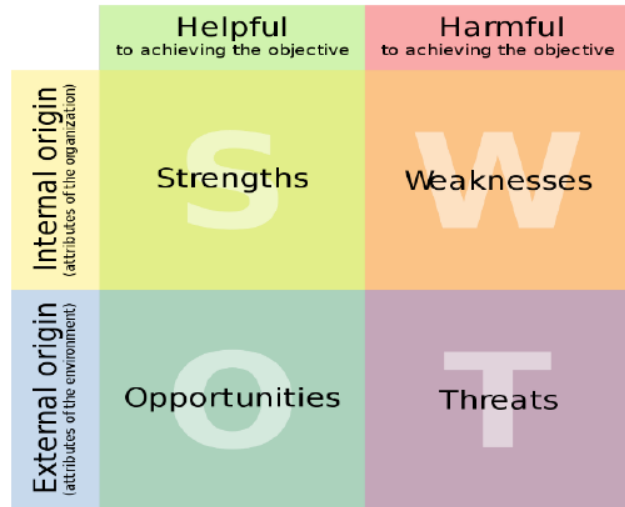 Helpful
to achieving the objective
Harmful
to achieving the objective
Internal origin
(attributes of the organization)
S
Strengths
W
Weaknesses
External origin
(attributes of the environment)
O
Opportunities
T
Threats